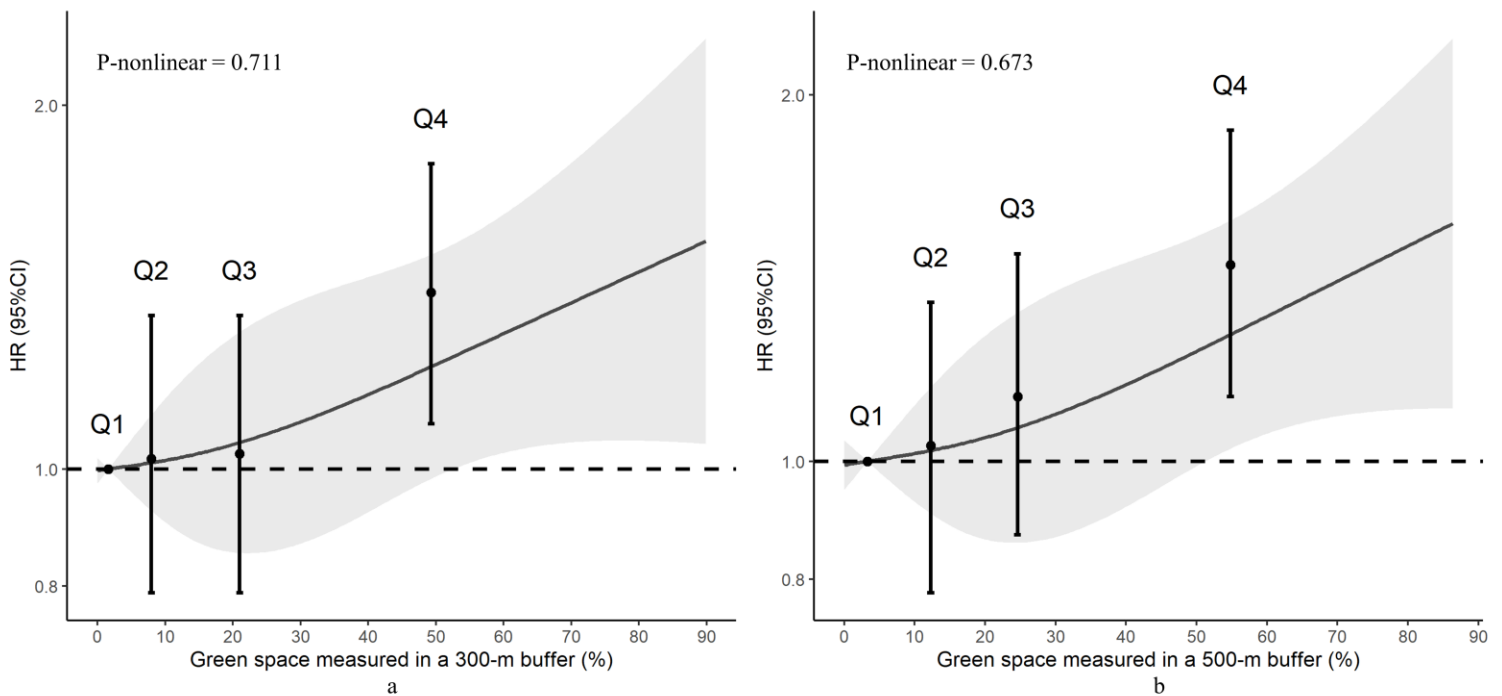 P-nonlinear = 0.711
2.0
1.0
0.8
HR (95%CI)
Q1
Q2
Q3
Q4
0 10 20 30 40 50 60 70 80 90
Green space measured in a 300-m buffer (%)
a
P-nonlinear = 0.673
2.0
1.0
0.8
HR (95%CI)
Q1
Q2
Q3
Q4
0 10 20 30 40 50 60 70 80 90
Green space measured in a 500-m buffer (%)
b